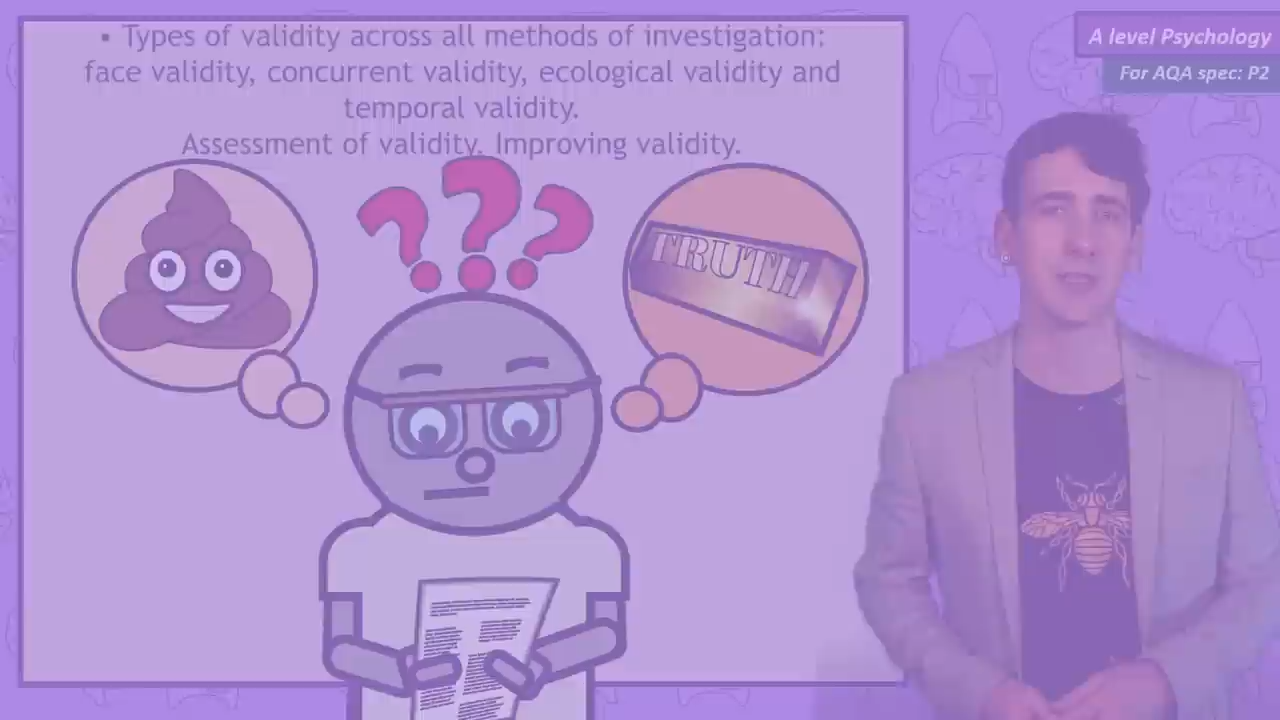 • Types of validity across all methods of investigation:
face validity, concurrent validity, ecological validity and
temporal validity.
Assessment of validity. Improving validity.
A level Psychology
For AQA spec: P2
TRUTH